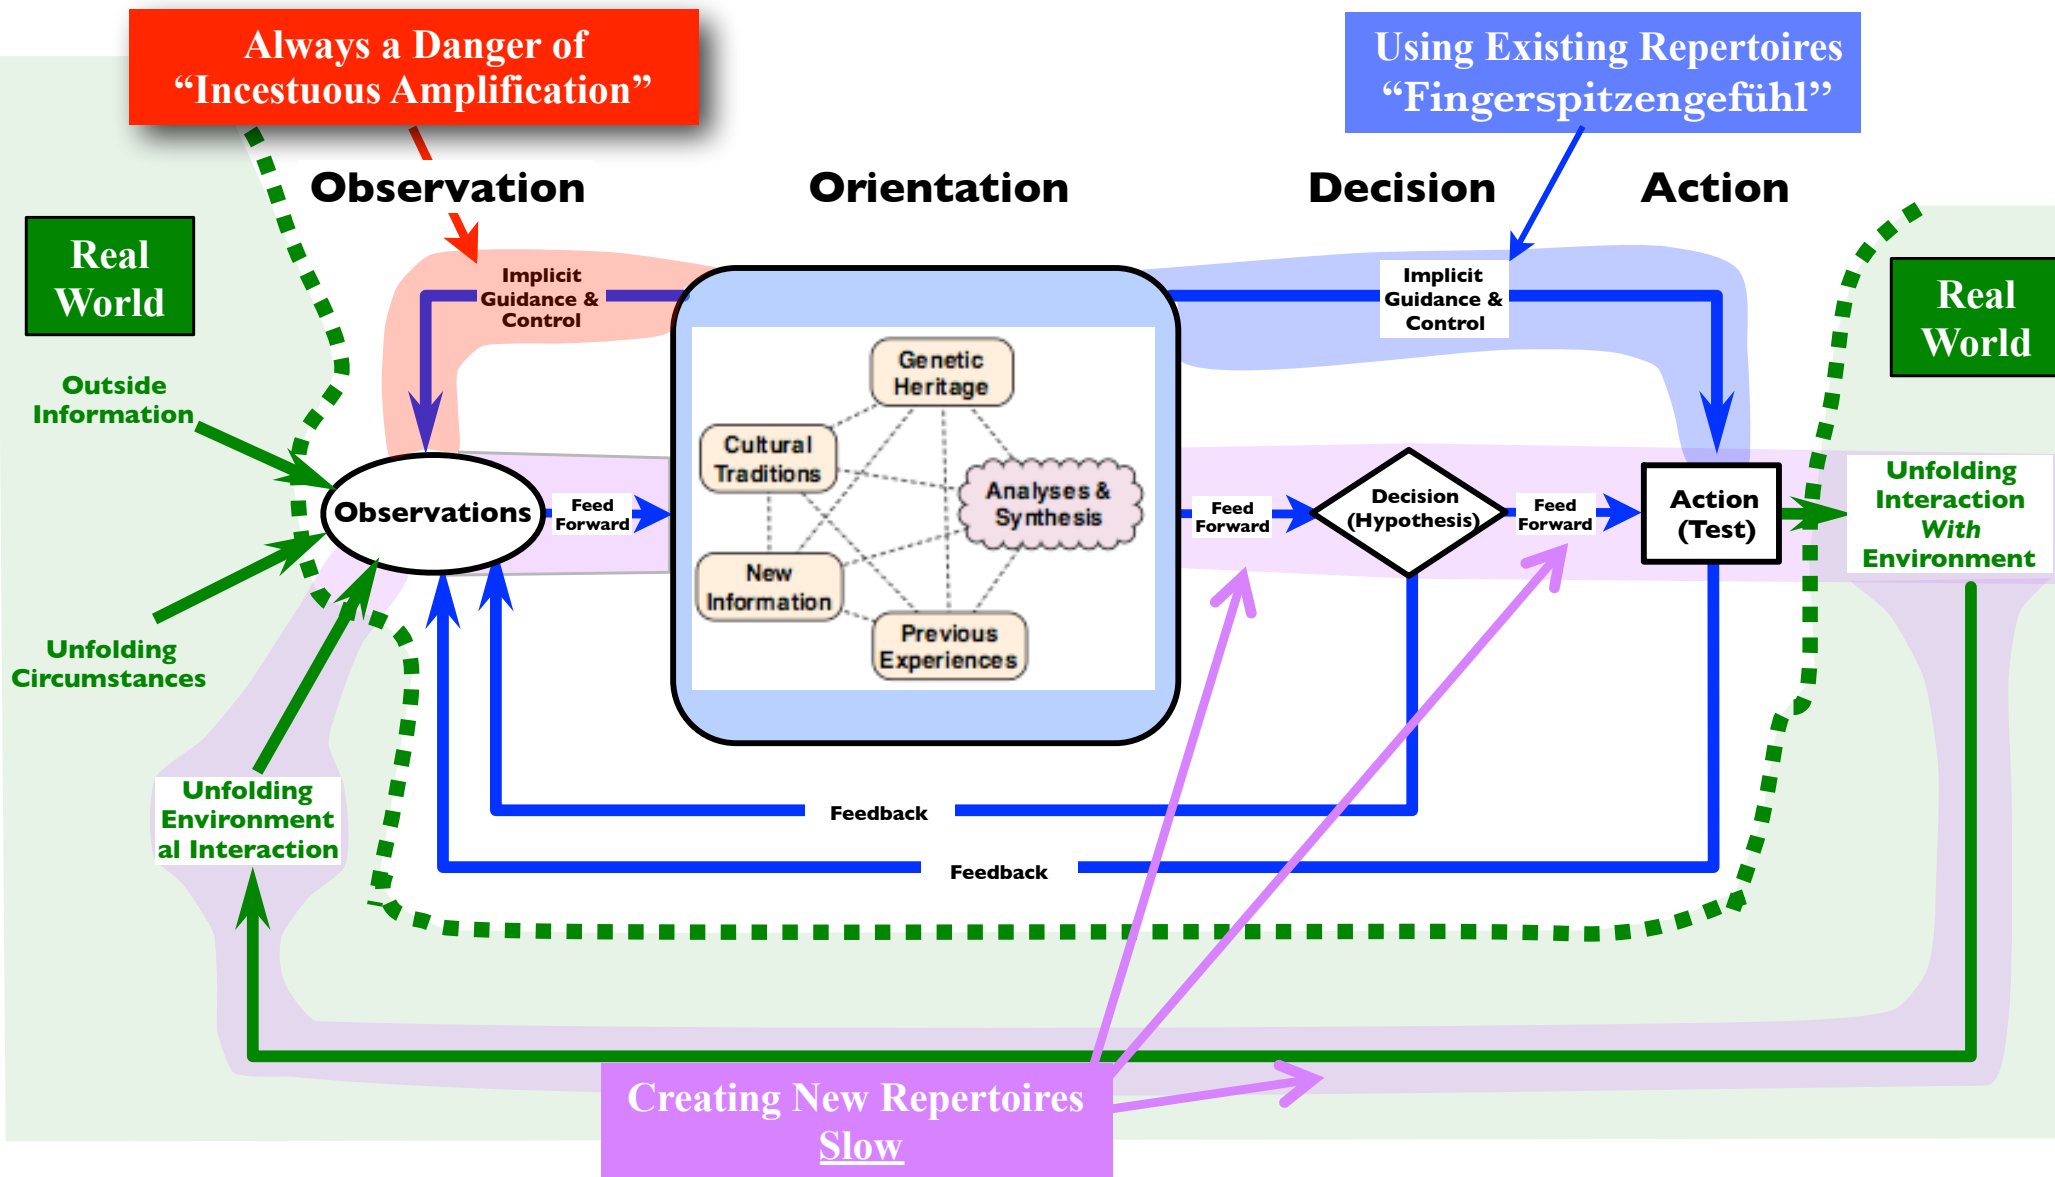 Always a Danger of
“Incestuous Amplification”
Using Existing Repertoires
“Fingerspitzengefühl”
Observation
Orientation
Decision
Action
Real
World
Real
World
Implicit
Guidance &
Control
Implicit
Guidance &
Control
Outside
Information
Genetic
Heritage
Cultural
Traditions
Analyses &
Synthesis
New
Information
Previous
Experiences
Observations
Feed
Forward
Feed
Forward
Decision
(Hypothesis)
Feed
Forward
Action
(Test)
Unfolding
Interaction
With
Environment
Unfolding
Circumstances
Unfolding
Environment
al Interaction
Feedback
Feedback
Creating New Repertoires
Slow